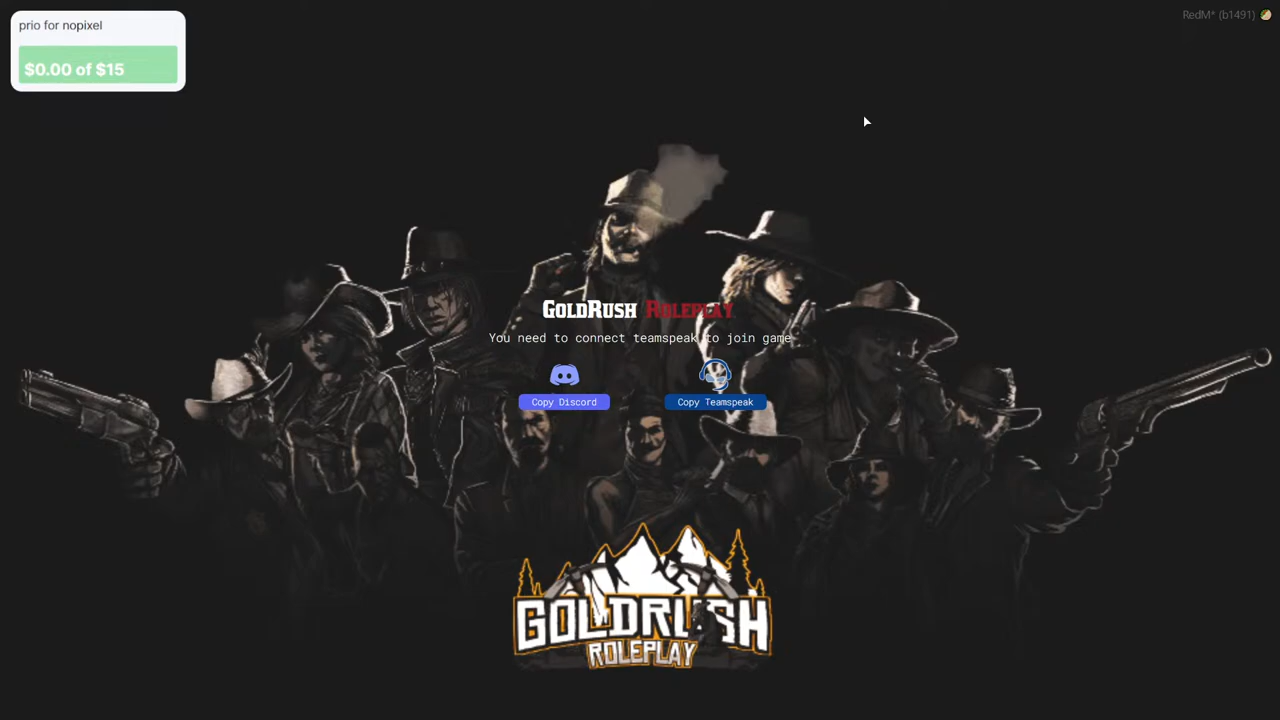 prio for nopixel
$0.00 of $15
RedM* (b1491)
GOLDRUSH ROLEPLAY
You need to connect teamspeak to join game
Copy Discord
Copy Teamspeak
GOLDRUSH
ROLEPLAY